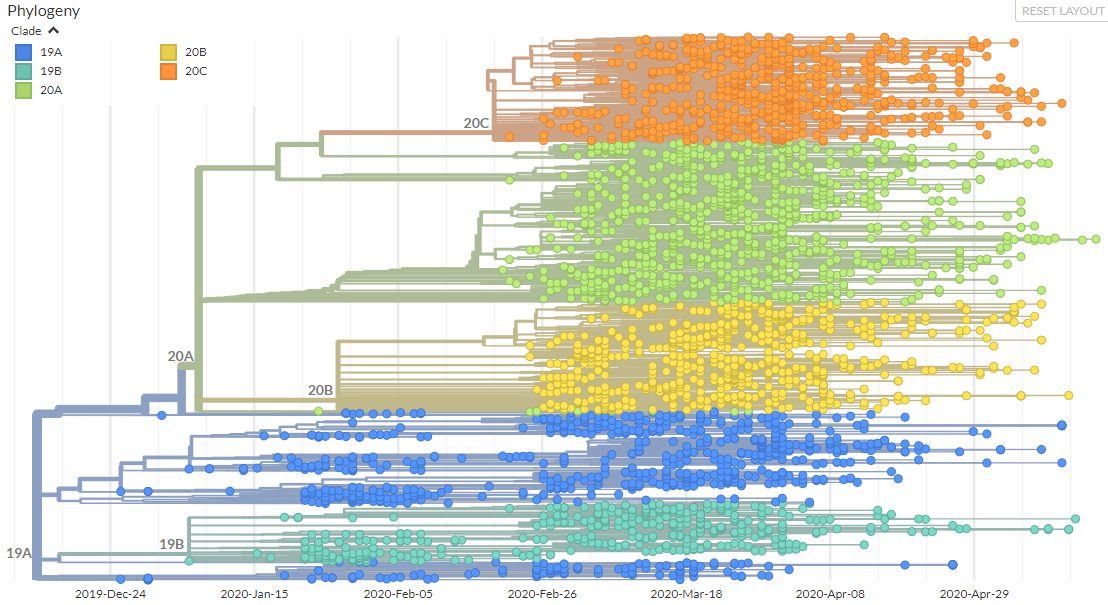 Phylogeny
RESET LAYOUT
Clade
19A
20B
19B
20C
20A
20C
20A
20B
19B
19A
2019-Dec-24
2020-Jan-15
2020-Feb-05
2020-Feb-26
2020-Mar-18
2020-Apr-08
2020-Apr-29